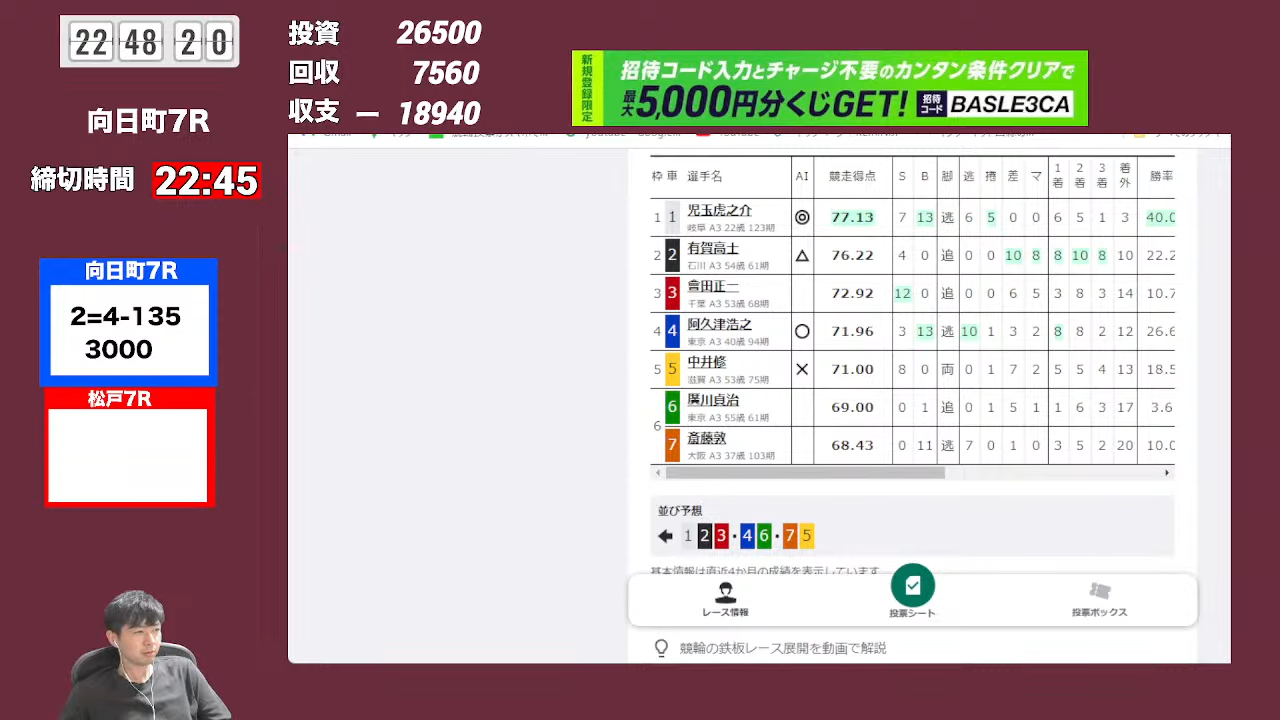 22 48 20
投資 26500
回収 7560
収支 － 18940
向日町7R
締切時間 22:45
新規登録限定
招待コード入力とチャージ不要のカンタン条件クリアで
最大5,000円分くじGET! 招待コード BASLE3CA
向日町7R
2=4-135
3000
松戸7R
枠 車 選手名 AI 競走得点 S B 脚 逃 捲 差 マ 1着 2着 3着 着外 勝率
1 1 児玉虎之介 ◎ 77.13 7 13 逃 6 5 0 0 6 5 1 3 40.0
岐阜 A3 22歳 123期
2 2 有賀高士 △ 76.22 4 0 追 0 0 10 8 8 10 8 10 22.2
石川 A3 54歳 61期
3 3 會田正一 72.92 12 0 追 0 0 6 5 3 8 3 14 10.7
千葉 A3 53歳 68期
4 4 阿久津浩之 ○ 71.96 3 13 逃 10 1 3 2 8 8 2 12 26.6
東京 A3 40歳 94期
5 5 中井修 × 71.00 8 0 両 0 1 7 2 5 5 4 13 18.5
滋賀 A3 53歳 75期
6 6 廣川貞治 69.00 0 1 追 0 1 5 1 1 6 3 17 3.6
東京 A3 55歳 61期
7 斎藤敦 68.43 0 11 逃 7 0 1 0 3 5 2 20 10.0
大阪 A3 37歳 103期
並び予想
1 2 3 ・ 4 6 ・ 7 5
基本情報は直近4か月の成績を表示しています
レース情報 投票シート 投票ボックス
競輪の鉄板レース展開を動画で解説